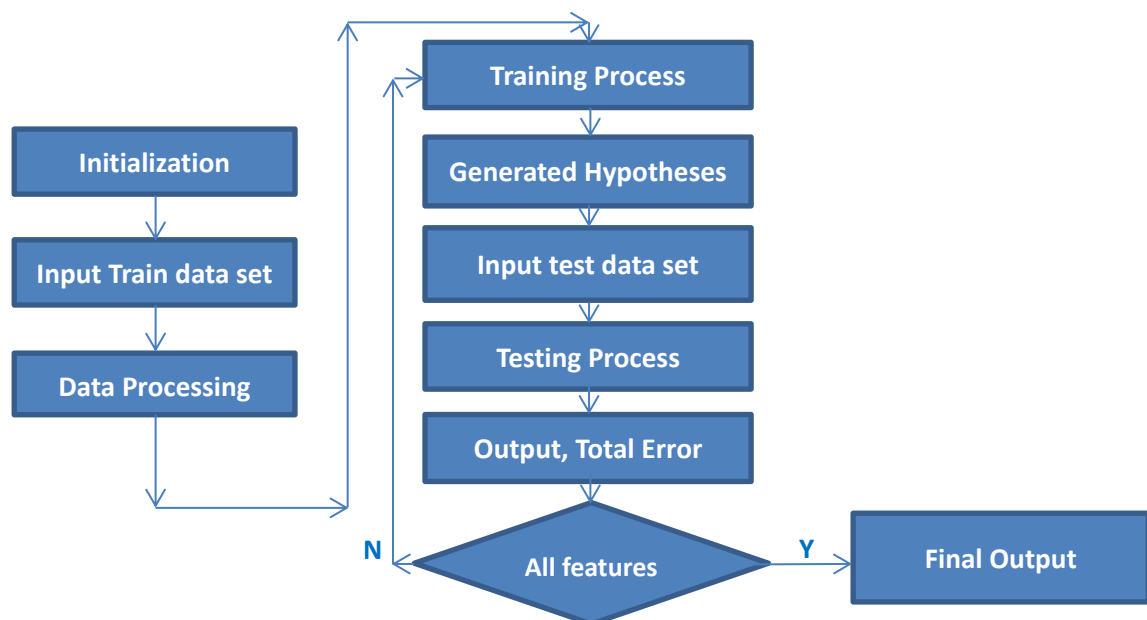 Initialization
Input Train data set
Data Processing
Training Process
Generated Hypotheses
Input test data set
Testing Process
Output, Total Error
All features
N
Y
Final Output